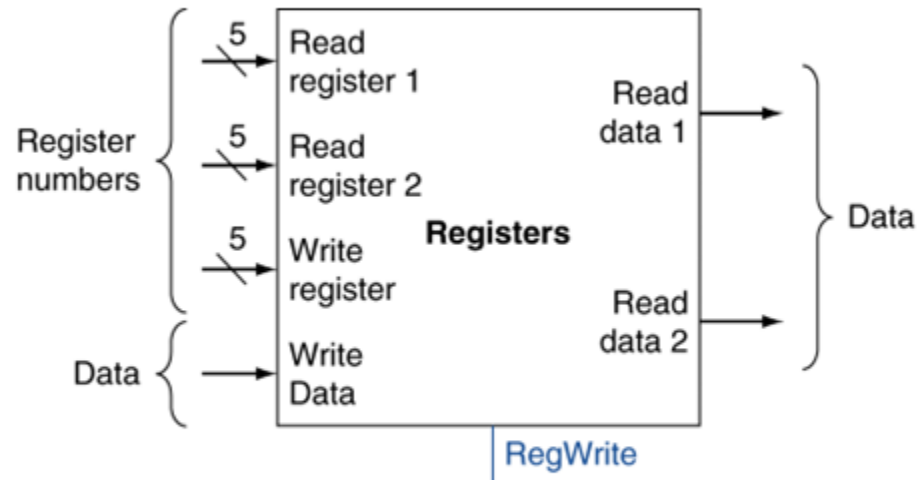 Register
numbers
Data
5
Read
register 1
5
Read
register 2
5
Write
register
Write
Data
Registers
Read
data 1
Read
data 2
Data
RegWrite